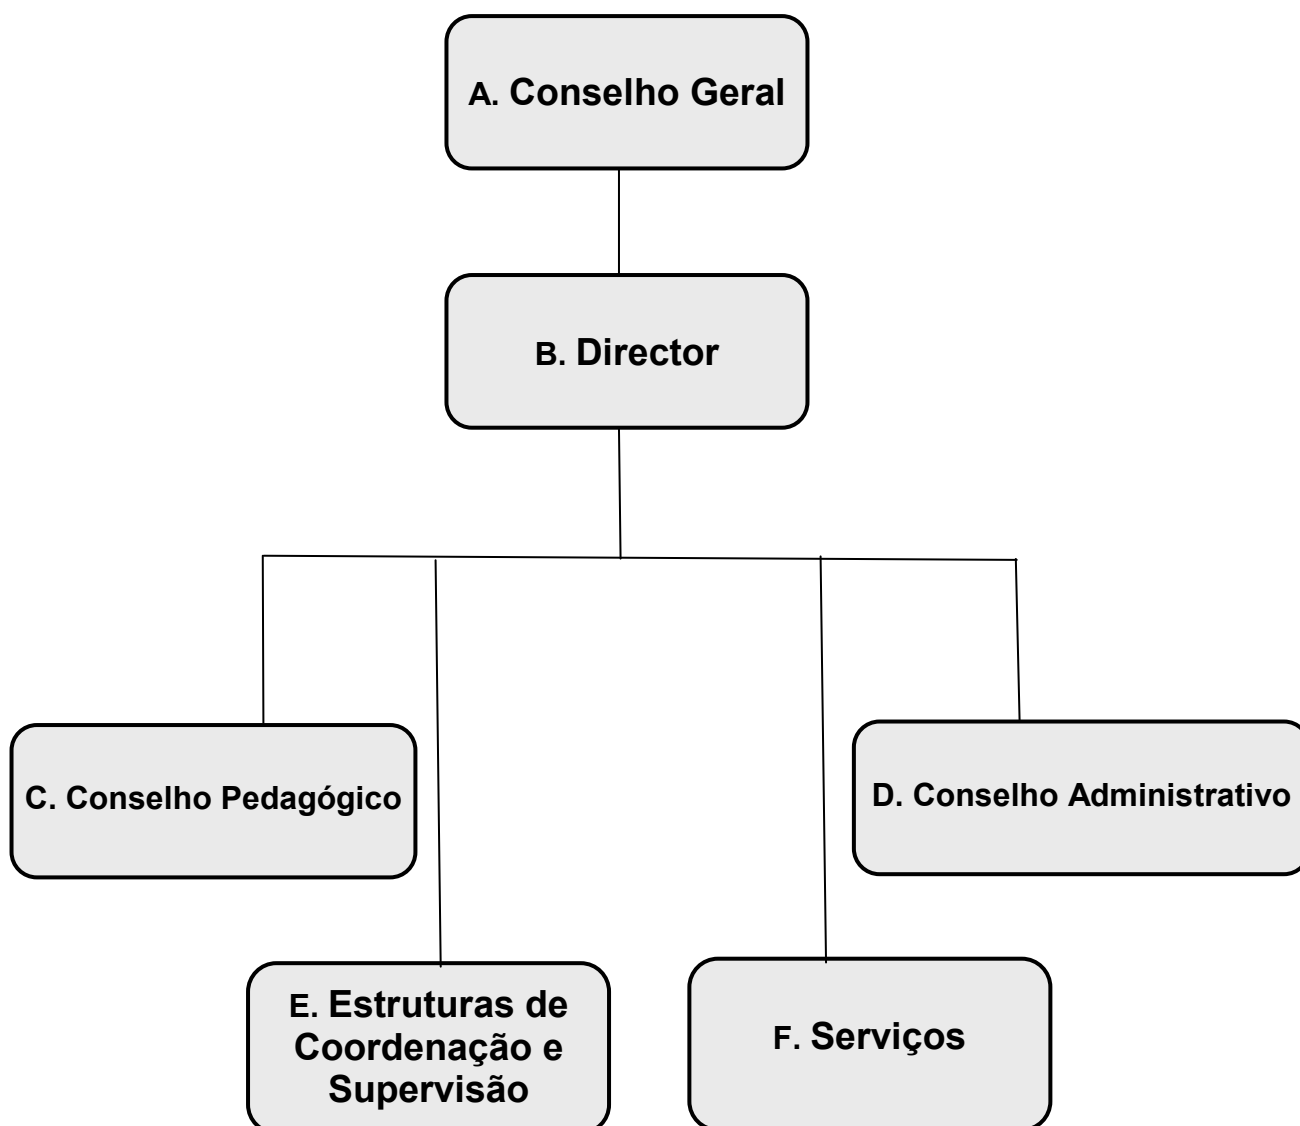 A. Conselho Geral
B. Director
C. Conselho Pedagógico
D. Conselho Administrativo
E. Estruturas de
Coordenação e
Supervisão
F. Serviços